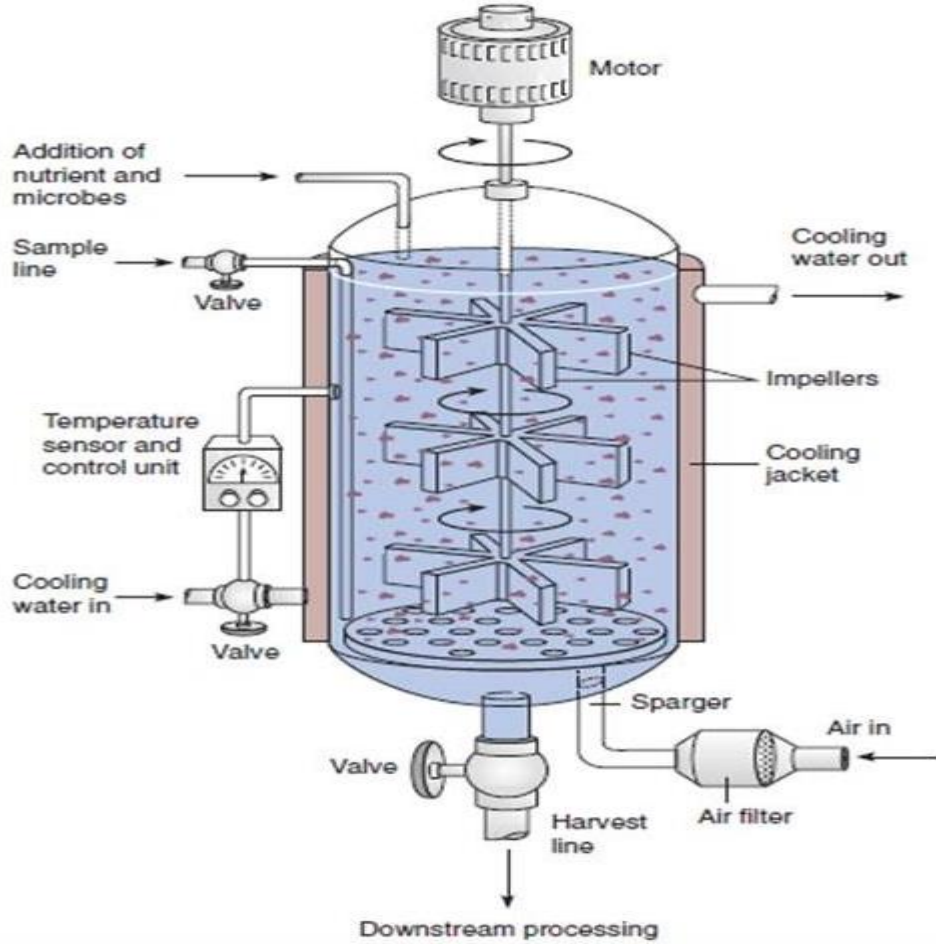 Motor
Addition of
nutrient and
microbes
Sample
line
Valve
Cooling
water out
Impellers
Temperature
sensor and
control unit
Cooling
jacket
Cooling
water in
Valve
Sparger
Air in
Valve
Air filter
Harvest
line
Downstream processing